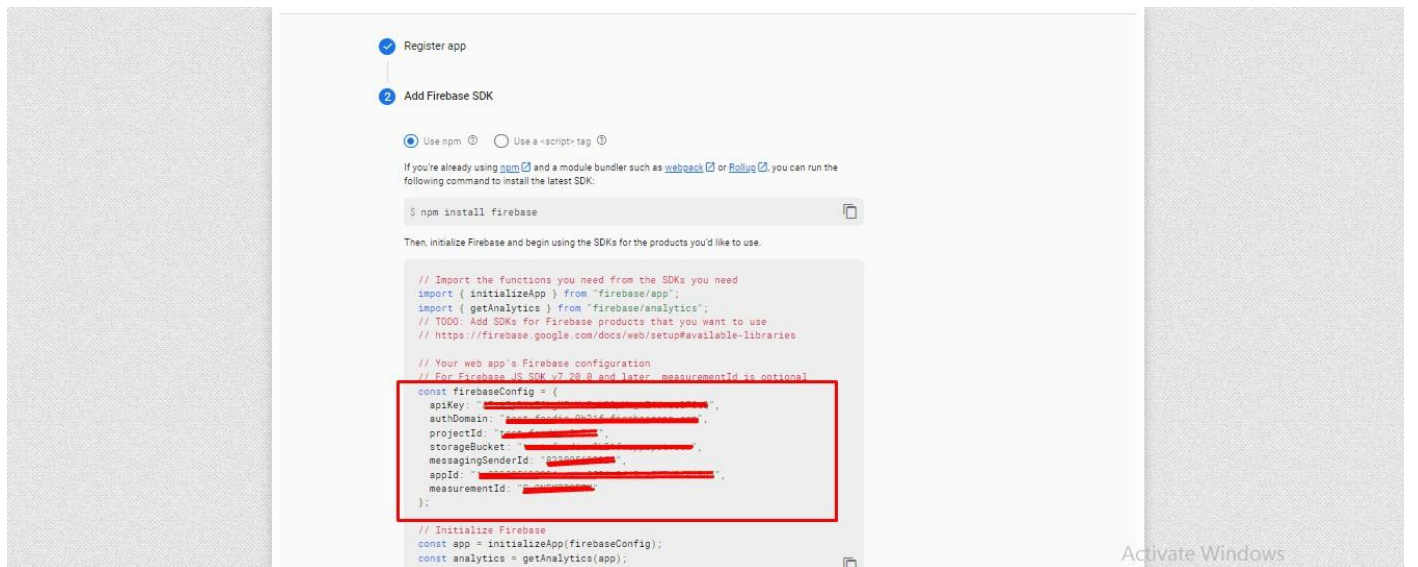 Register app
2 Add Firebase SDK
Use npm Use a <script> tag
If you're already using npm and a module bundler such as webpack or Rollup, you can run the
following command to install the latest SDK:
$ npm install firebase
Then, initialize Firebase and begin using the SDKs for the products you'd like to use.
// Import the functions you need from the SDKs you need
import { initializeApp } from "firebase/app";
import { getAnalytics } from "firebase/analytics";
// TODO: Add SDKs for Firebase products that you want to use
// https://firebase.google.com/docs/web/setup#available-libraries
// Your web app's Firebase configuration
// For Firebase JS SDK v7.20.0 and later, measurementId is optional
const firebaseConfig = {
apiKey: "
authDomain: "
projectId: "
storageBucket: "
messagingSenderId: "
appId: "
measurementId: "
};
// Initialize Firebase
const app = initializeApp(firebaseConfig);
const analytics = getAnalytics(app);
Activate Windows